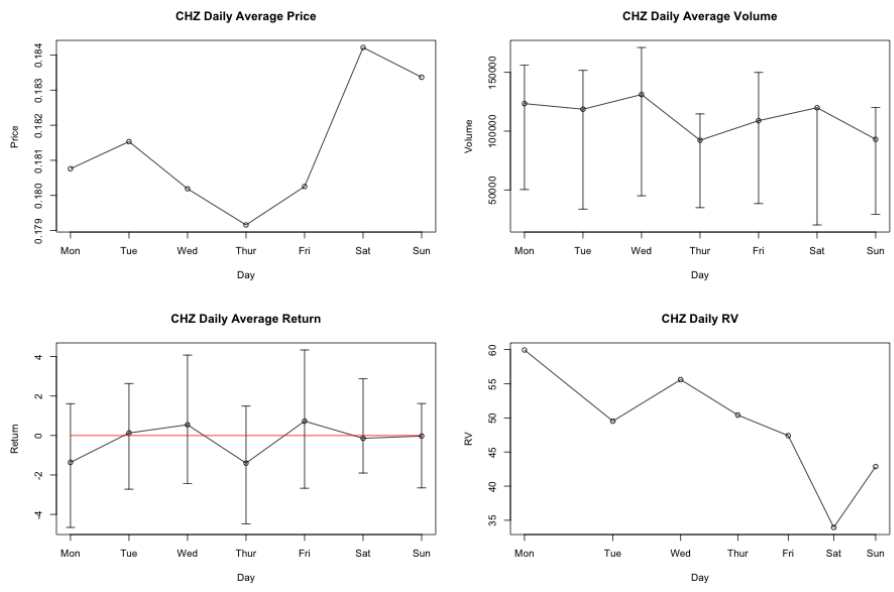 CHZ Daily Average Price
Price
0.184
0.183
0.182
0.181
0.180
0.179
Mon Tue Wed Thur Fri Sat Sun
Day
CHZ Daily Average Volume
Volume
150000
100000
50000
Mon Tue Wed Thur Fri Sat Sun
Day
CHZ Daily Average Return
Return
4
2
0
-2
-4
Mon Tue Wed Thur Fri Sat Sun
Day
CHZ Daily RV
RV
60
55
50
45
40
35
Mon Tue Wed Thur Fri Sat Sun
Day